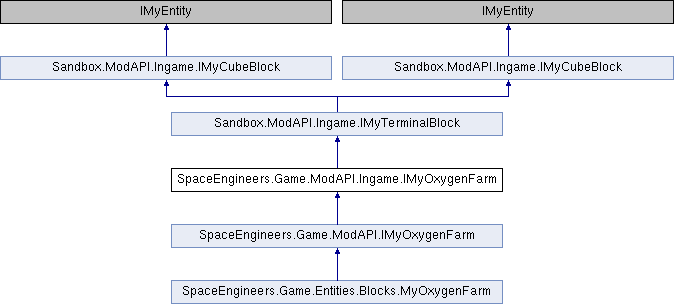 IMyEntity
IMyEntity
Sandbox.ModAPI.Ingame.IMyCubeBlock
Sandbox.ModAPI.Ingame.IMyCubeBlock
Sandbox.ModAPI.Ingame.IMyTerminalBlock
SpaceEngineers.Game.ModAPI.Ingame.IMyOxygenFarm
SpaceEngineers.Game.ModAPI.IMyOxygenFarm
SpaceEngineers.Game.Entities.Blocks.MyOxygenFarm